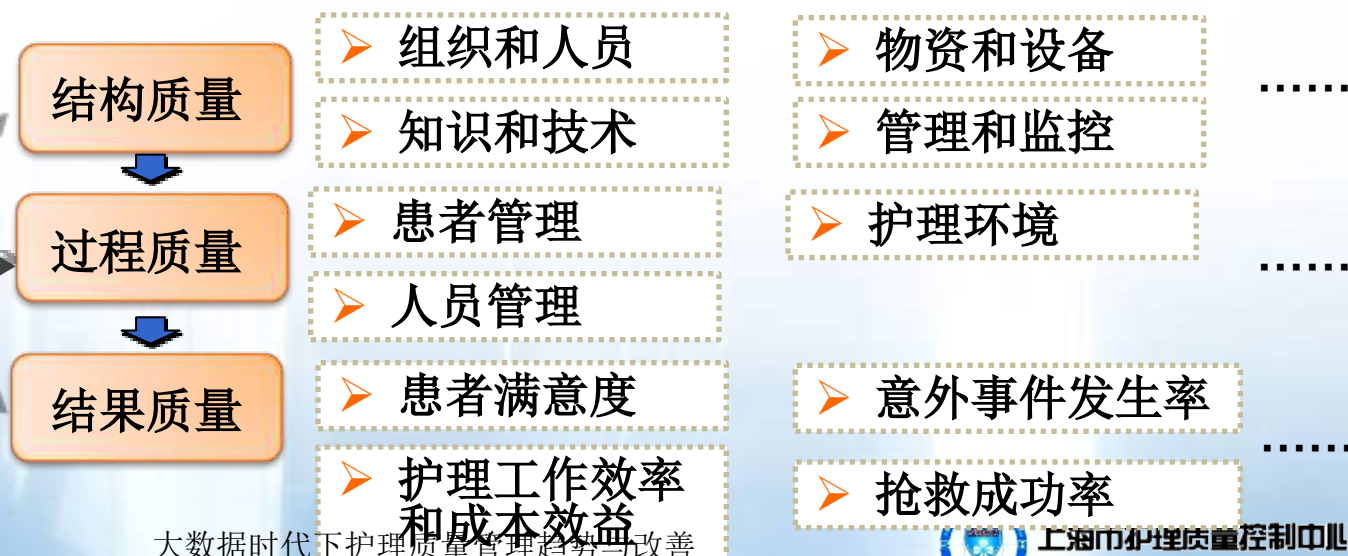 结构质量
➢ 组织和人员
➢ 物资和设备
➢ 知识和技术
➢ 管理和监控
……
过程质量
➢ 患者管理
➢ 护理环境
➢ 人员管理
……
结果质量
➢ 患者满意度
➢ 意外事件发生率
➢ 护理工作效率
和成本效益
➢ 抢救成功率
……
大数据时代下护理质量管理趋势与改善
上海市护理质量控制中心